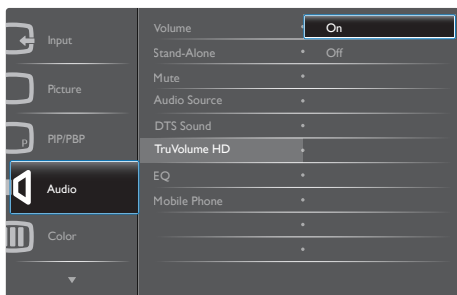 Input
Picture
P
PIP/PBP
Audio
Color
Volume
Stand-Alone
Mute
Audio Source
DTS Sound
TruVolume HD
EQ
Mobile Phone
On
Off